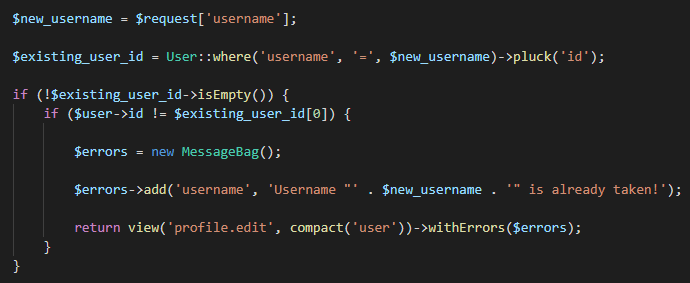 $new_username = $request['username'];
$existing_user_id = User::where('username', '=', $new_username)->pluck('id');
if (!$existing_user_id->isEmpty()) {
if ($user->id != $existing_user_id[0]) {
$errors = new MessageBag();
$errors->add('username', 'Username "' . $new_username . '" is already taken!');
return view('profile.edit', compact('user'))->withErrors($errors);
}
}